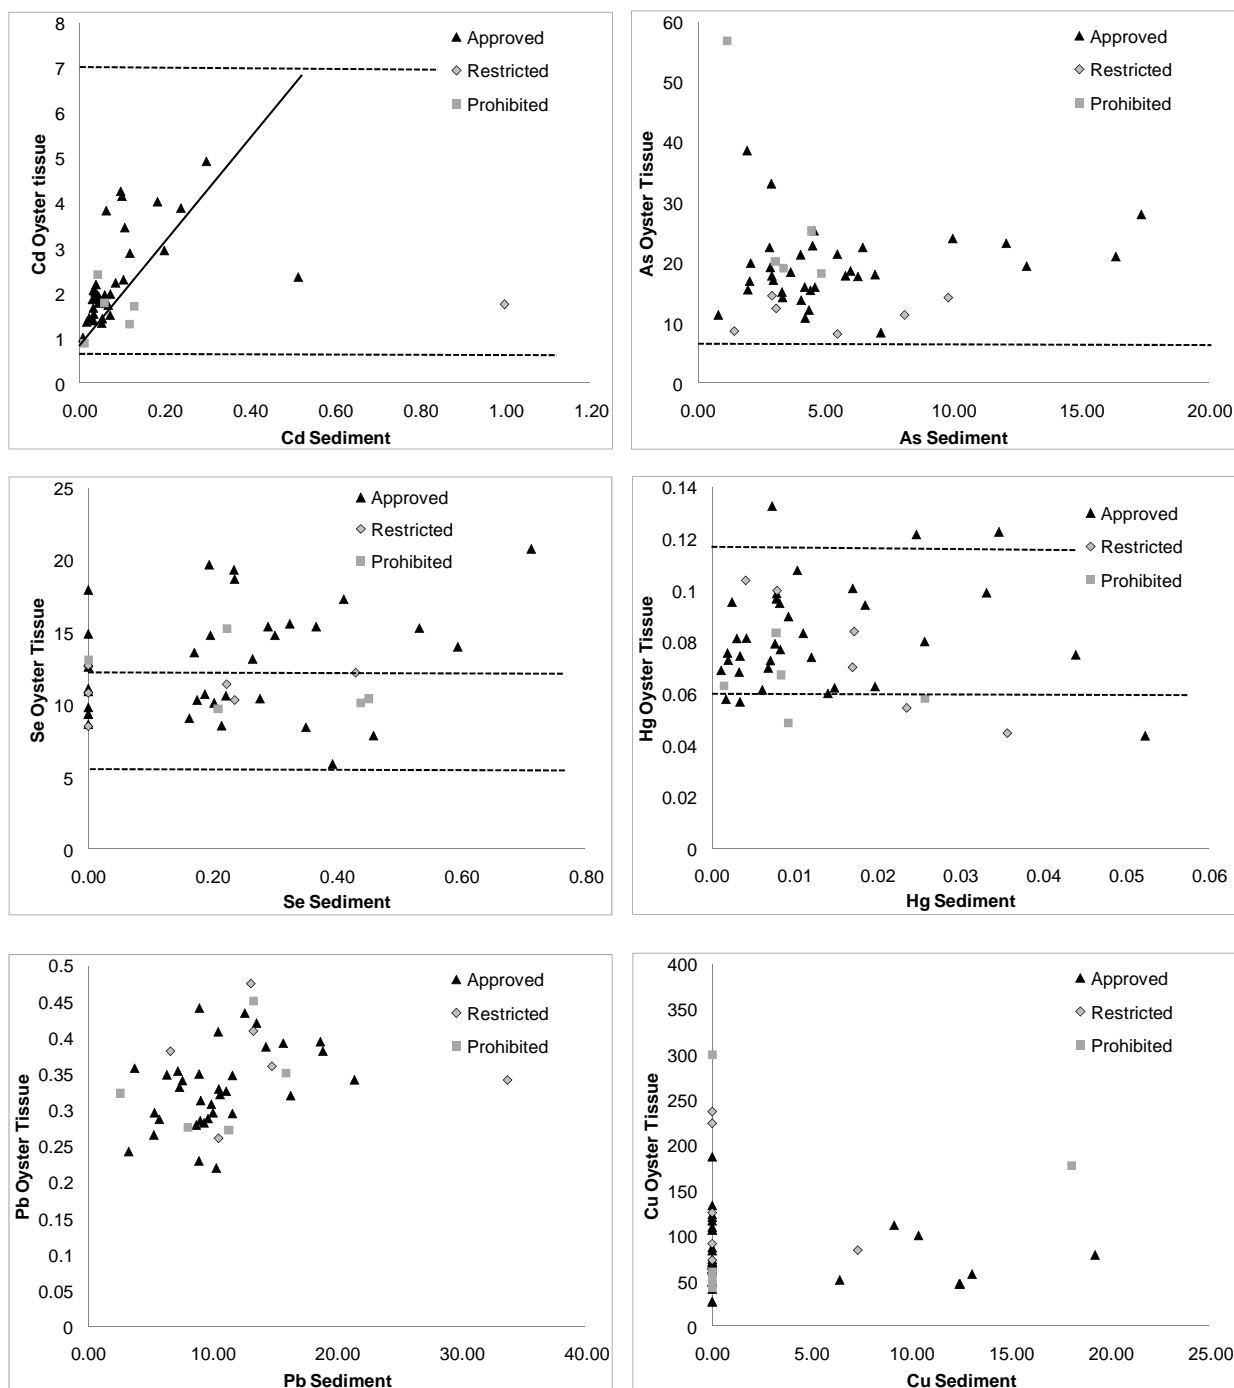 8
7
6
5
4
3
2
1
0
Cd Oyster tissue
Approved
Restricted
Prohibited
0.00 0.20 0.40 0.60 0.80 1.00 1.20
Cd Sediment
60
50
40
30
20
10
0
As Oyster Tissue
Approved
Restricted
Prohibited
0.00 5.00 10.00 15.00 20.00
As Sediment
25
20
15
10
5
0
Se Oyster Tissue
Approved
Restricted
Prohibited
0.00 0.20 0.40 0.60 0.80
Se Sediment
0.14
0.12
0.1
0.08
0.06
0.04
0.02
0
Hg Oyster Tissue
Approved
Restricted
Prohibited
0.00 0.01 0.02 0.03 0.04 0.05 0.06
Hg Sediment
0.5
0.45
0.4
0.35
0.3
0.25
0.2
0.15
0.1
0.05
0
Pb Oyster Tissue
Approved
Restricted
Prohibited
0.00 10.00 20.00 30.00 40.00
Pb Sediment
400
350
300
250
200
150
100
50
0
Cu Oyster Tissue
Approved
Restricted
Prohibited
0.00 5.00 10.00 15.00 20.00 25.00
Cu Sediment